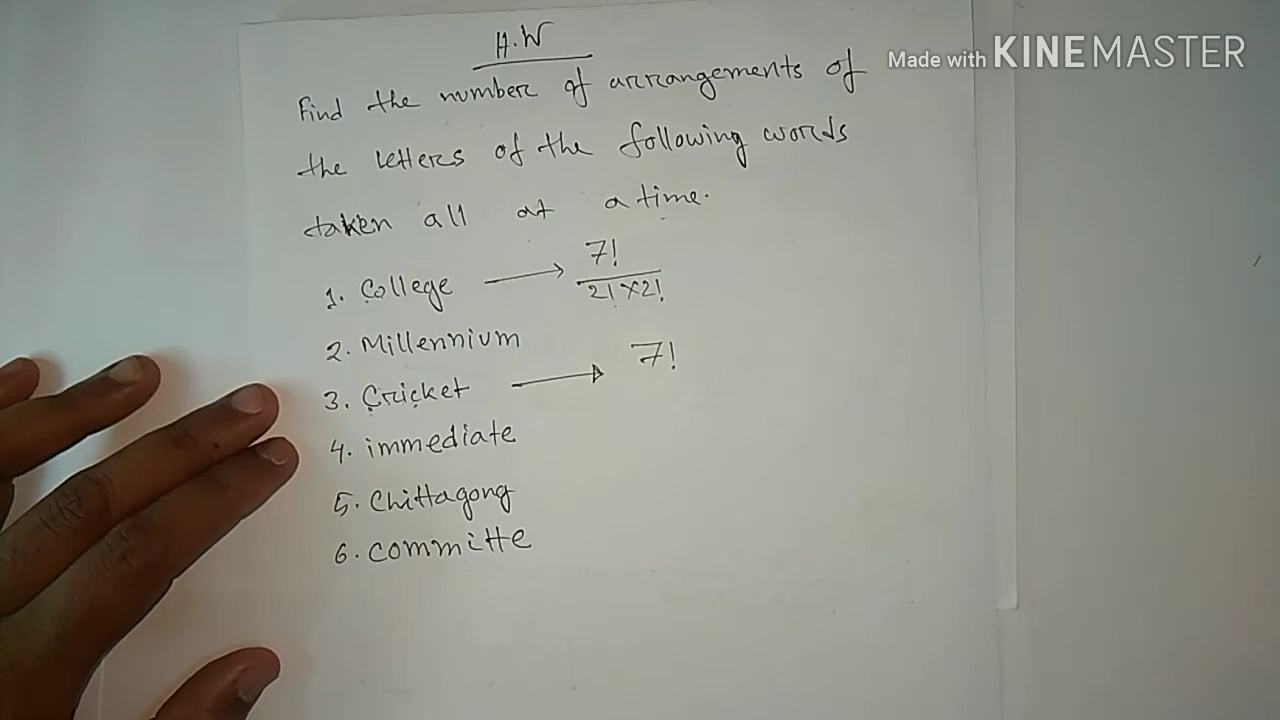 H.W
Made with KINEMASTER
Find the number of arrangements of
the letters of the following words
taken all at a time.
1. College → 7!
2! × 2!
2. Millennium
3. Cricket → 7!
4. immediate
5. Chittagong
6. committe